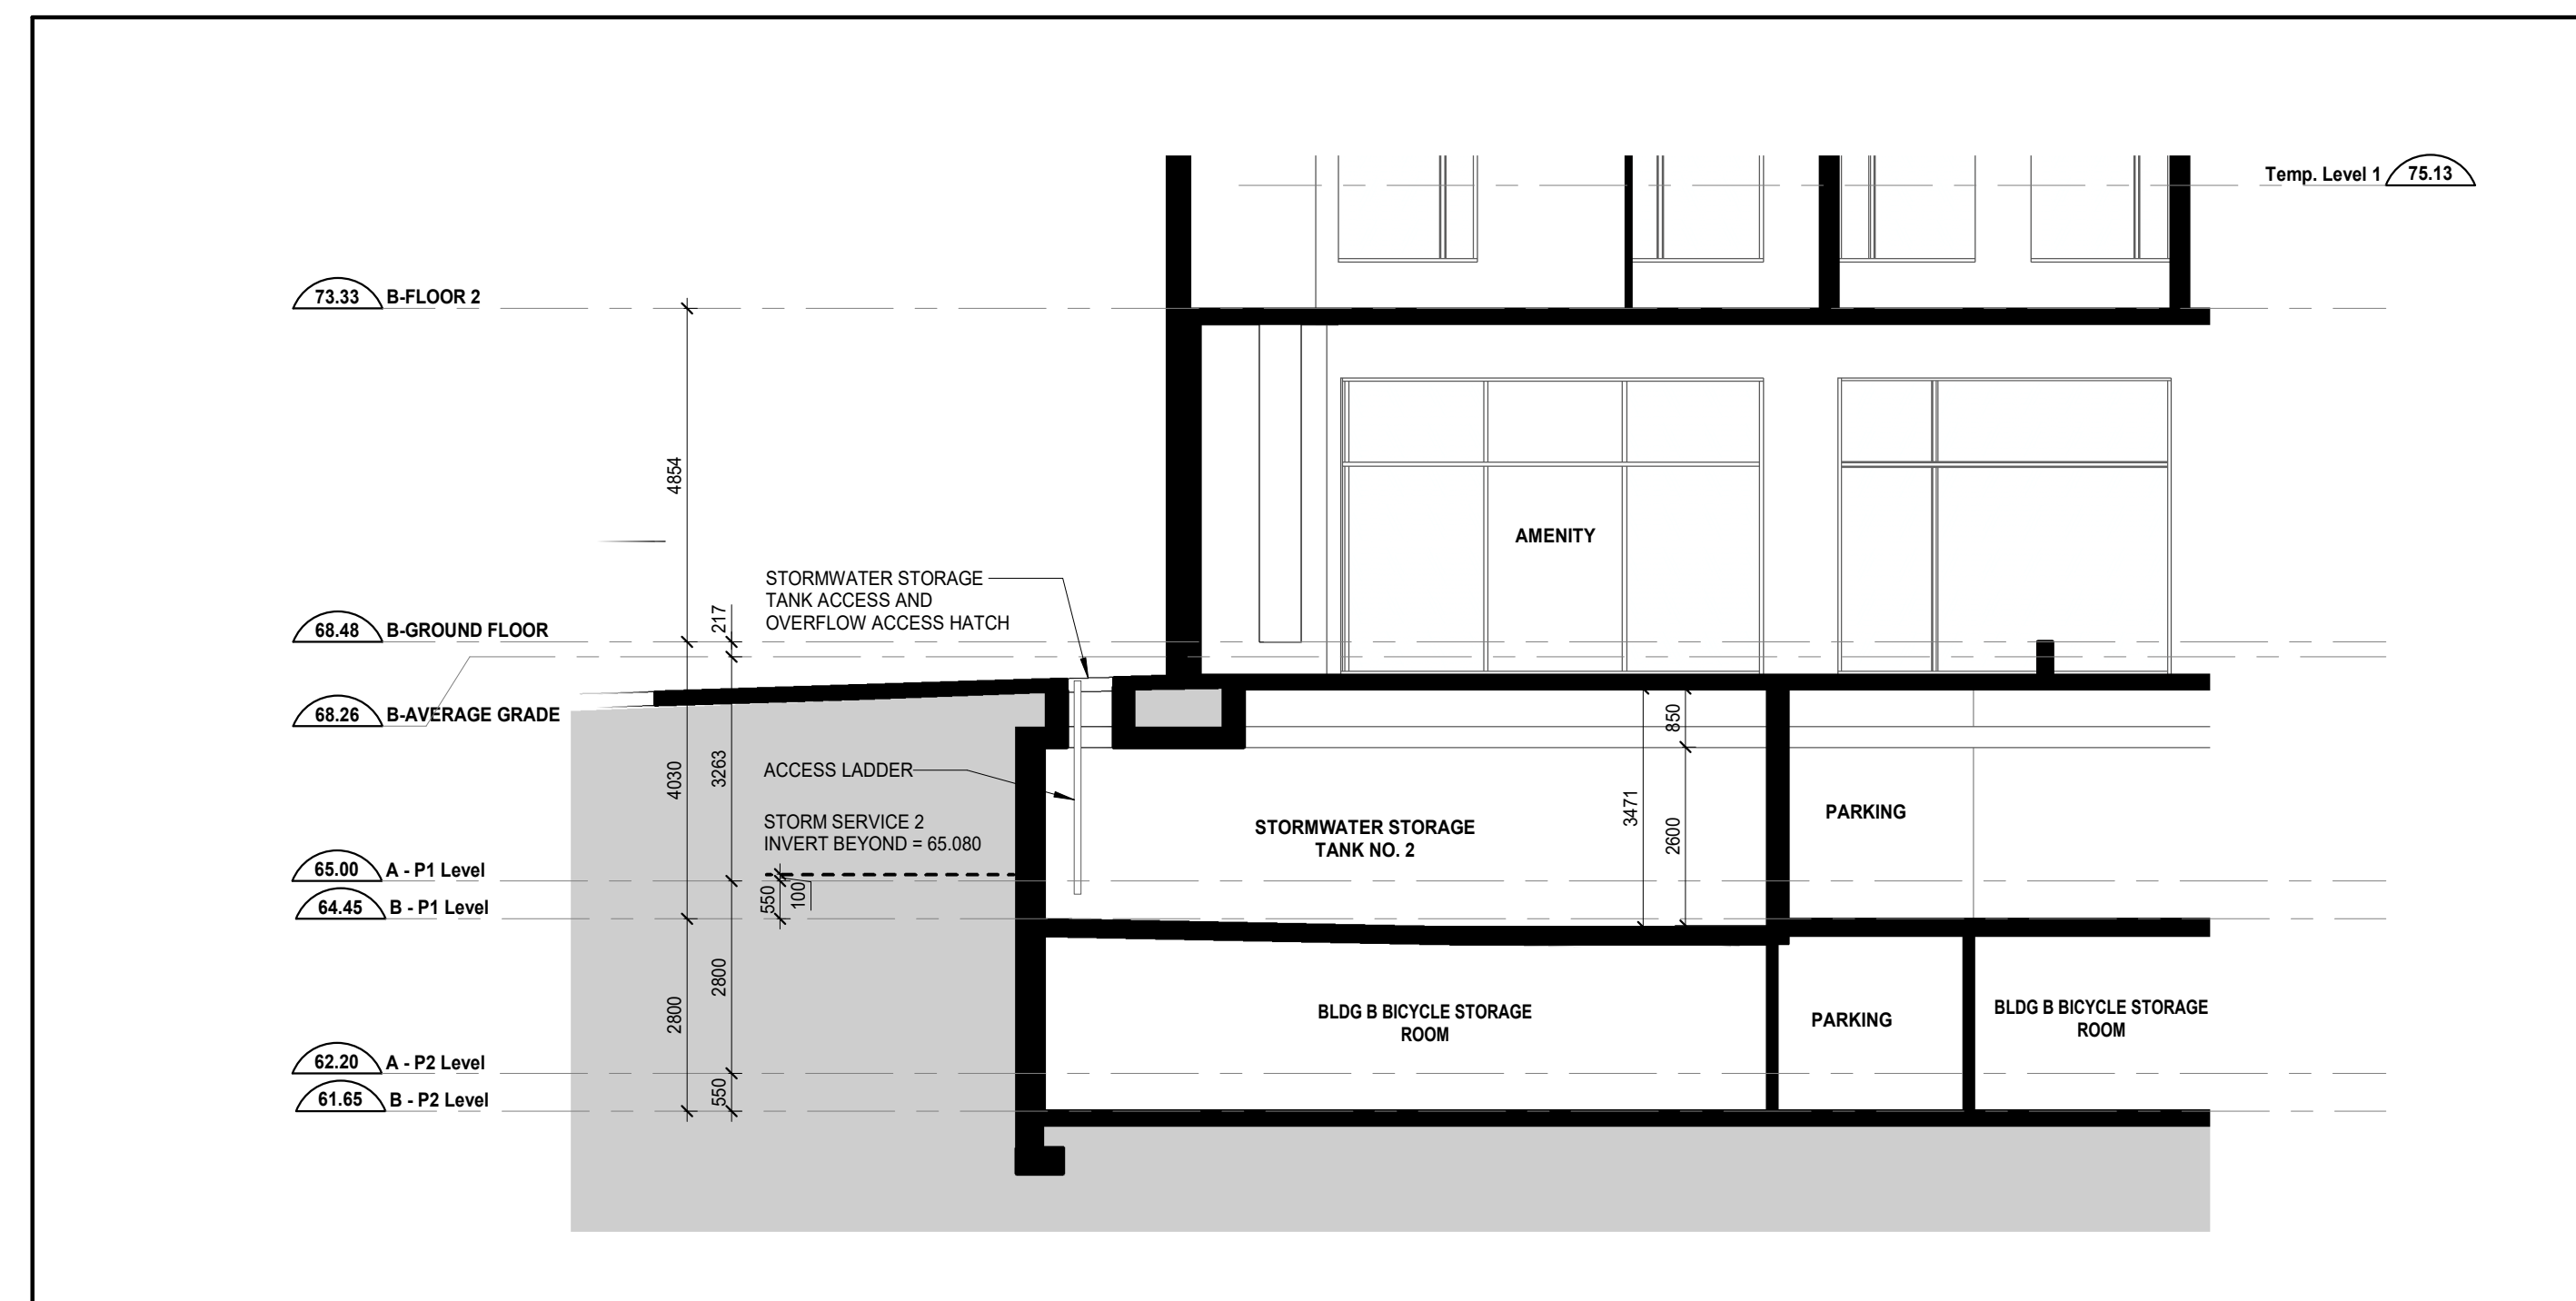 Temp. Level 1 75.13
73.33 B-FLOOR 2
4854
AMENITY
STORMWATER STORAGE
TANK ACCESS AND
OVERFLOW ACCESS HATCH
217
68.48 B-GROUND FLOOR
68.26 B-AVERAGE GRADE
850
4030
3263
ACCESS LADDER
3471
2600
STORM SERVICE 2
INVERT BEYOND = 65.080
STORMWATER STORAGE
TANK NO. 2
PARKING
65.00 A - P1 Level
550
100
64.45 B - P1 Level
2800
2800
BLDG B BICYCLE STORAGE
ROOM
PARKING
BLDG B BICYCLE STORAGE
ROOM
62.20 A - P2 Level
550
61.65 B - P2 Level